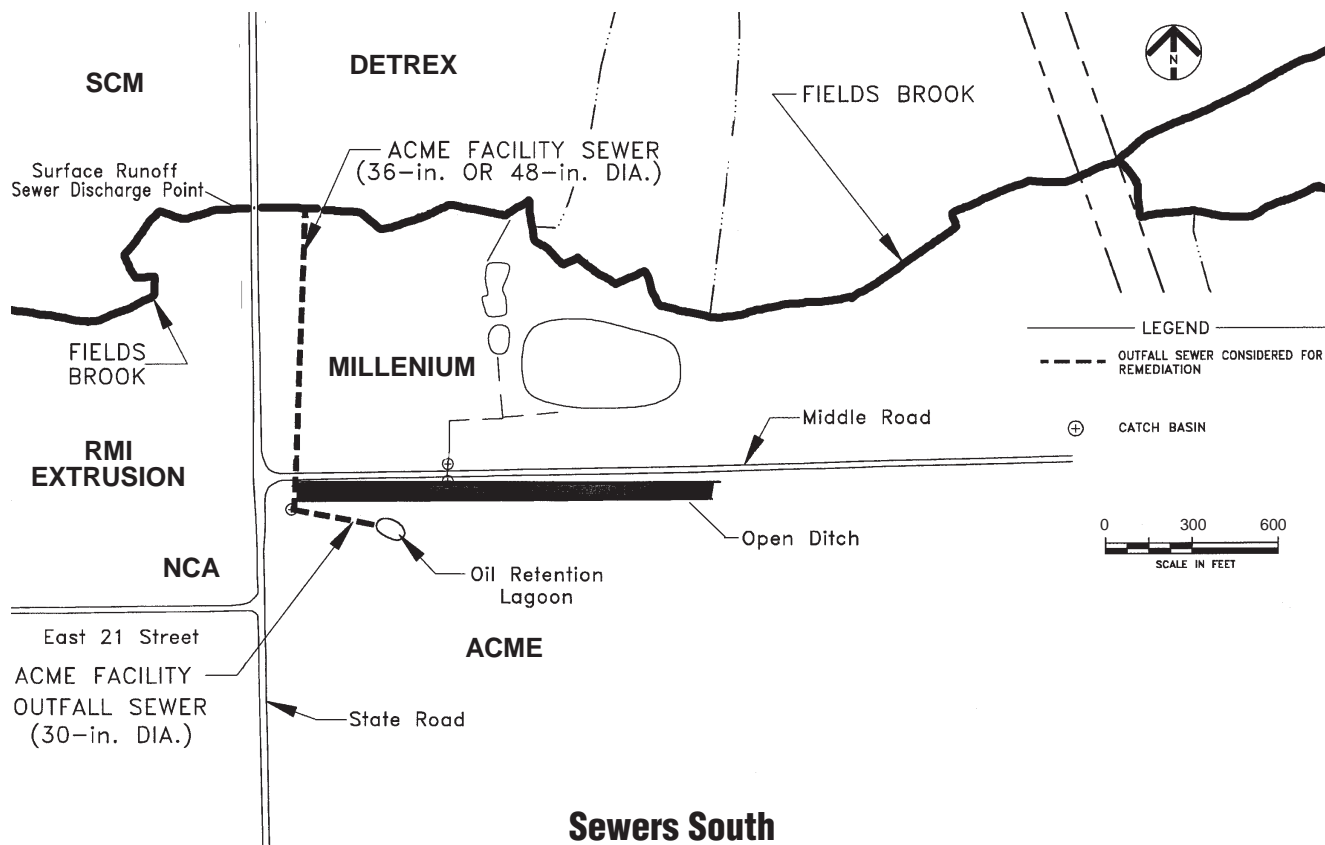 DETREX
SCM
N
FIELDS BROOK
ACME FACILITY SEWER
(36-in. OR 48-in. DIA.)
Surface Runoff
Sewer Discharge Point
LEGEND
OUTFALL SEWER CONSIDERED FOR
REMEDIATION
FIELDS
BROOK
MILLENIUM
Middle Road
CATCH BASIN
RMI
EXTRUSION
Open Ditch
0 300 600
SCALE IN FEET
NCA
Oil Retention
Lagoon
East 21 Street
ACME
ACME FACILITY
OUTFALL SEWER
(30-in. DIA.)
State Road
Sewers South